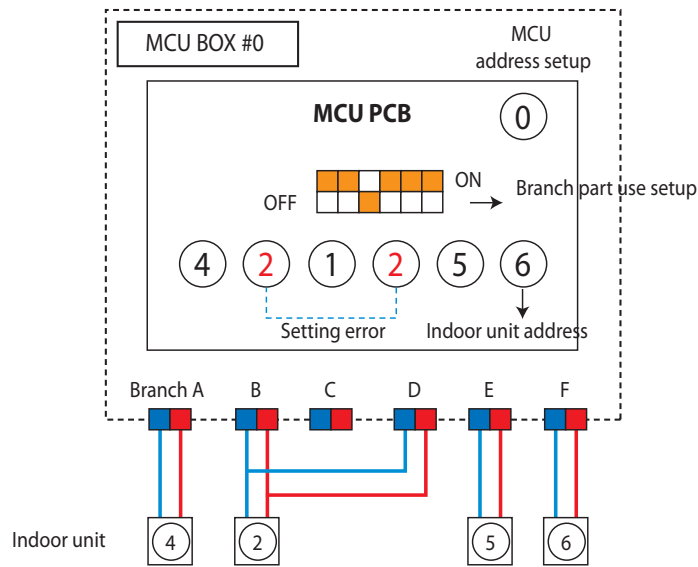 MCU BOX #0
MCU
address setup
MCU PCB
0
ON
OFF
Branch part use setup
4 2 1 2 5 6
Setting error
Indoor unit address
Branch A B C D E F
Indoor unit
4 2 5 6